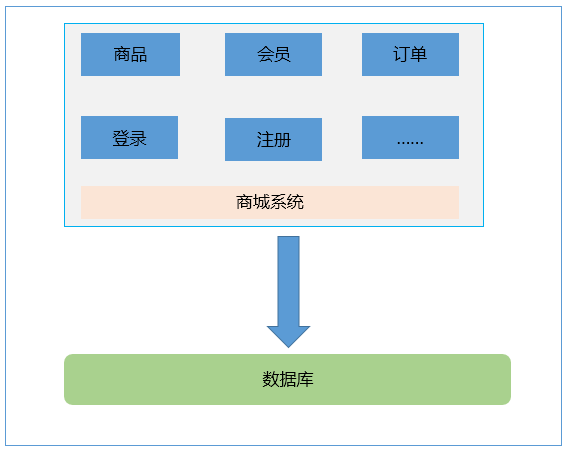 商品
会员
订单
登录
注册
......
商城系统
数据库